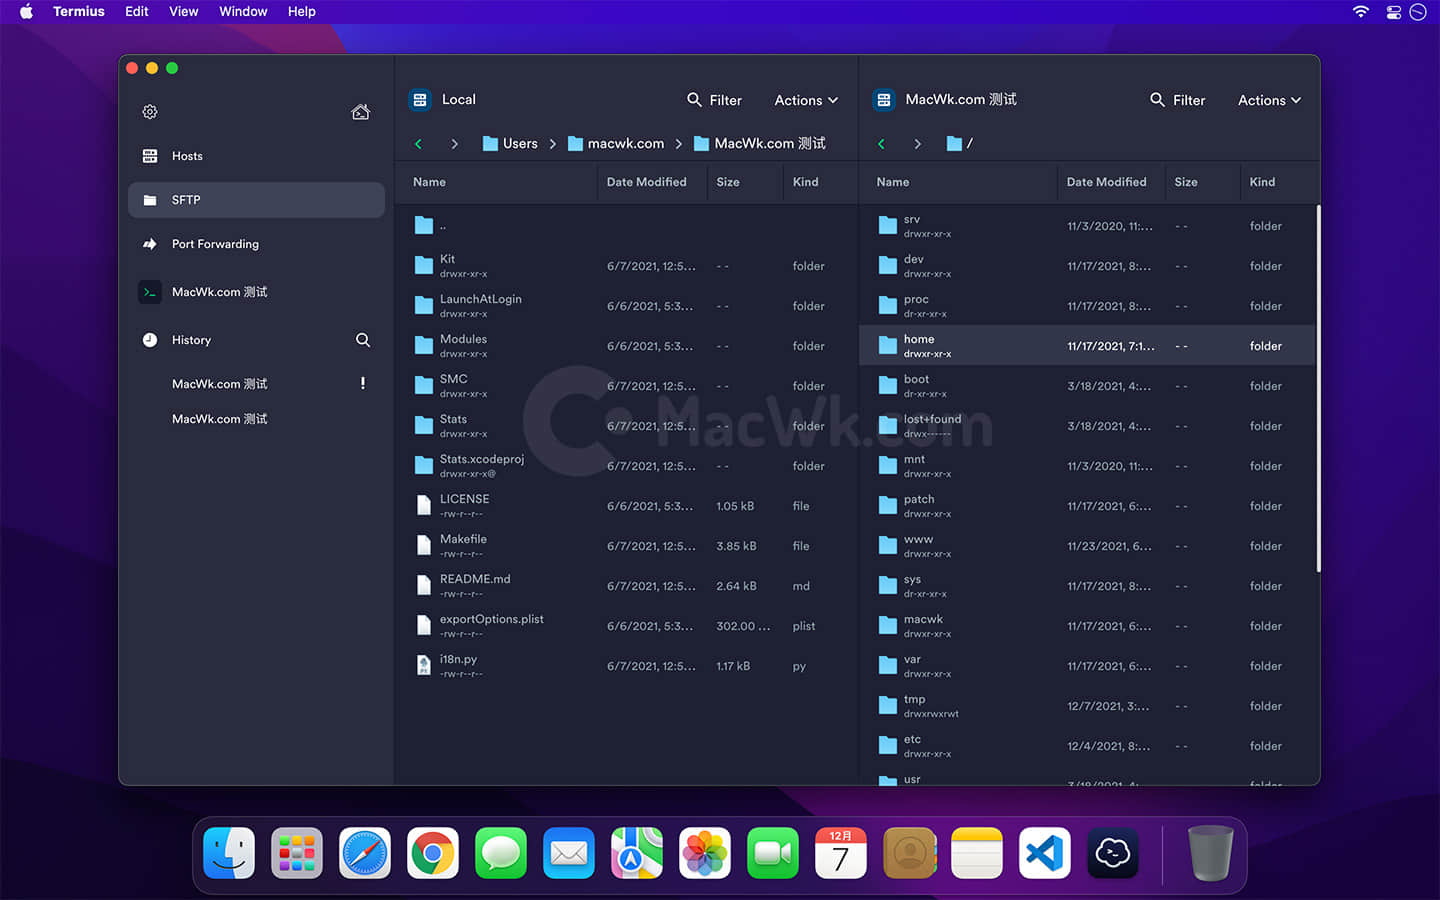 Termius Edit View Window Help
Hosts
SFTP
Port Forwarding
MacWk.com 测试
History
MacWk.com 测试 !
MacWk.com 测试
Local Filter Actions
Users macwk.com MacWk.com 测试
Name Date Modified Size Kind
..
Kit 6/7/2021, 12:5... - - folder
drwxr-xr-x
LaunchAtLogin 6/6/2021, 5:3... - - folder
drwxr-xr-x
Modules 6/6/2021, 5:3... - - folder
drwxr-xr-x
SMC 6/7/2021, 12:5... - - folder
drwxr-xr-x
Stats 6/7/2021, 12:5... - - folder
drwxr-xr-x
Stats.xcodeproj 6/7/2021, 12:5... - - folder
drwxr-xr-x@
LICENSE 6/6/2021, 5:3... 1.05 kB file
-rw-r--r--
Makefile 6/7/2021, 12:5... 3.85 kB file
-rw-r--r--
README.md 6/7/2021, 12:5... 2.64 kB md
-rw-r--r--
exportOptions.plist 6/6/2021, 5:3... 302.00 ... plist
-rw-r--r--
i18n.py 6/7/2021, 12:5... 1.17 kB py
-rw-r--r--
MacWk.com 测试 Filter Actions
/
Name Date Modified Size Kind
srv 11/3/2020, 11:... - - folder
drwxr-xr-x
dev 11/17/2021, 8:... - - folder
drwxr-xr-x
proc 11/17/2021, 8:... - - folder
dr-xr-xr-x
home 11/17/2021, 7:1... - - folder
drwxr-xr-x
boot 3/18/2021, 4:... - - folder
dr-xr-xr-x
lost+found 3/18/2021, 4:... - - folder
drwx------
mnt 11/3/2020, 11:... - - folder
drwxr-xr-x
patch 11/17/2021, 6:... - - folder
drwxr-xr-x
www 11/23/2021, 6... - - folder
drwxr-xr-x
sys 11/17/2021, 8:... - - folder
dr-xr-xr-x
macwk 11/17/2021, 6:... - - folder
drwxr-xr-x
var 11/17/2021, 6:... - - folder
drwxr-xr-x
tmp 12/7/2021, 3:... - - folder
drwxrwxrwt
etc 12/4/2021, 8:... - - folder
drwxr-xr-x
usr 3/18/2021, 4:... - - folder
MacWk.com
12月
7